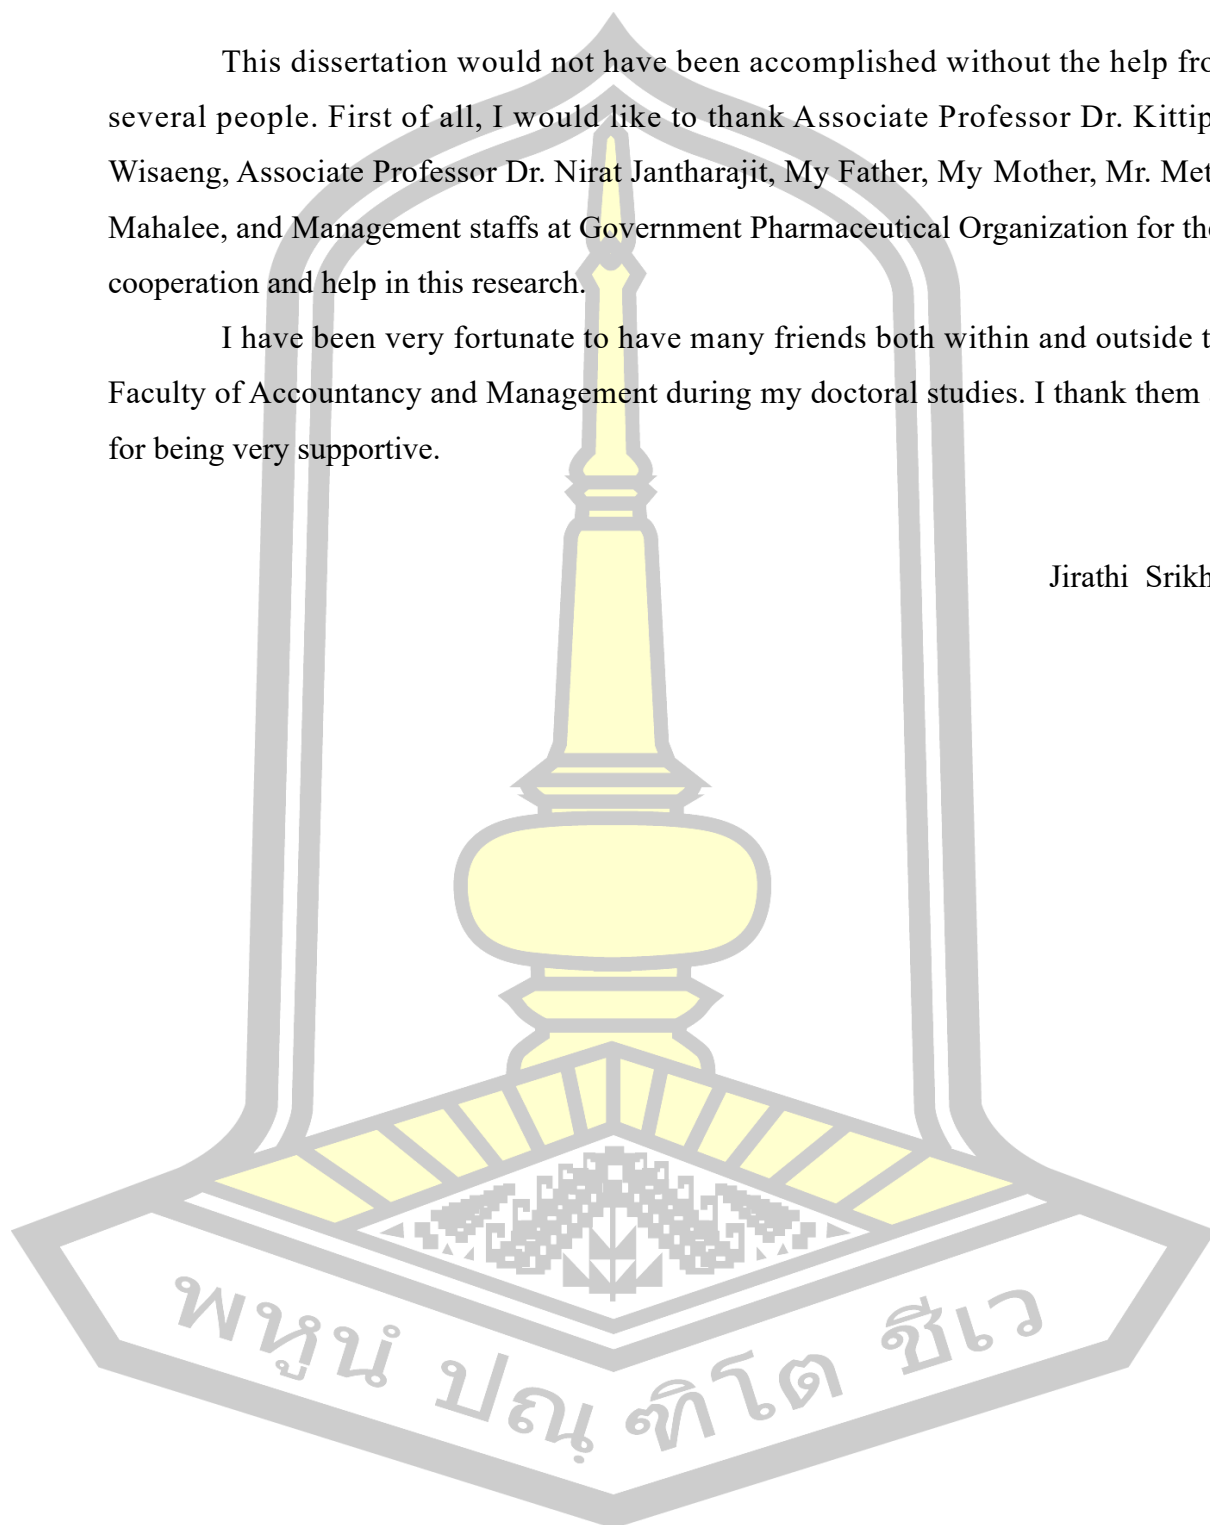 This dissertation would not have been accomplished without the help fro
several people. First of all, I would like to thank Associate Professor Dr. Kittip
Wisaeng, Associate Professor Dr. Nirat Jantharajit, My Father, My Mother, Mr. Met
Mahalee, and Management staffs at Government Pharmaceutical Organization for the
cooperation and help in this research.
I have been very fortunate to have many friends both within and outside t
Faculty of Accountancy and Management during my doctoral studies. I thank them
for being very supportive.
Jirathi Srikh
พหูนํ ปณฺฑิโต ชีเว